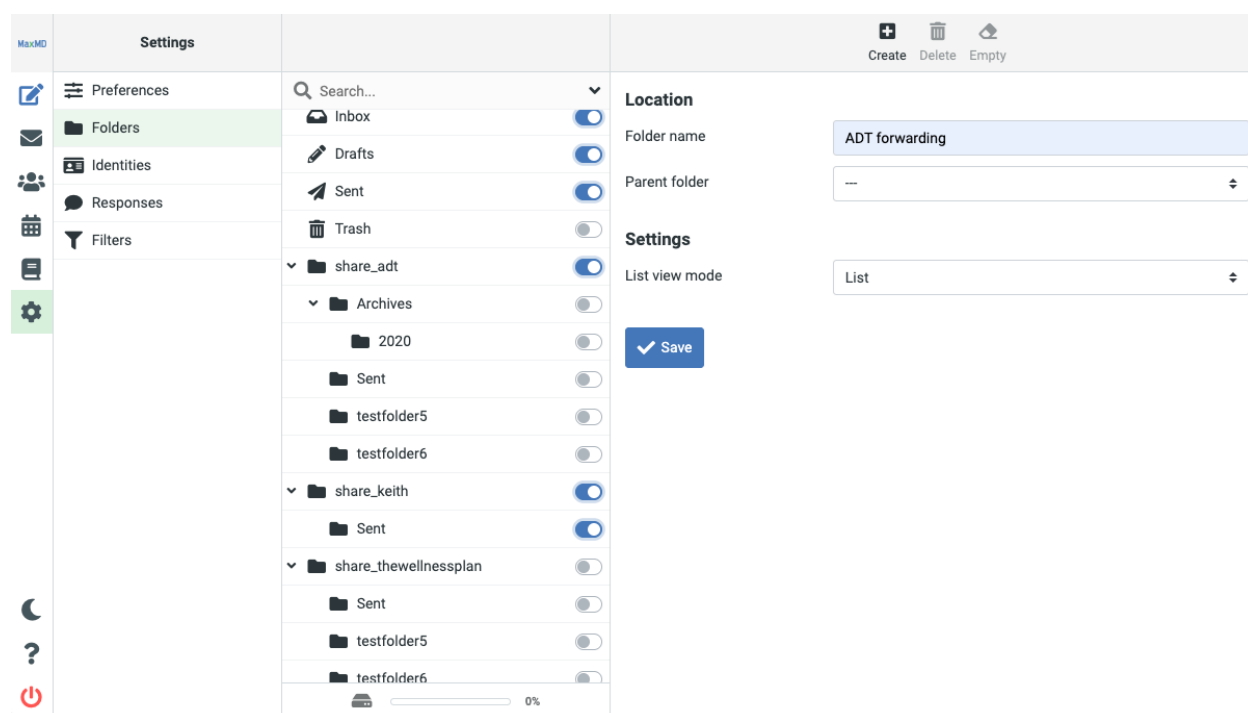 MaxMD
Settings
Create Delete Empty
Preferences
Folders
Identities
Responses
Filters
Search...
Inbox
Drafts
Sent
Trash
share_adt
Archives
2020
Sent
testfolder5
testfolder6
share_keith
Sent
share_thewellnessplan
Sent
testfolder5
testfolder6
0%
Location
Folder name
ADT forwarding
Parent folder
---
Settings
List view mode
List
Save